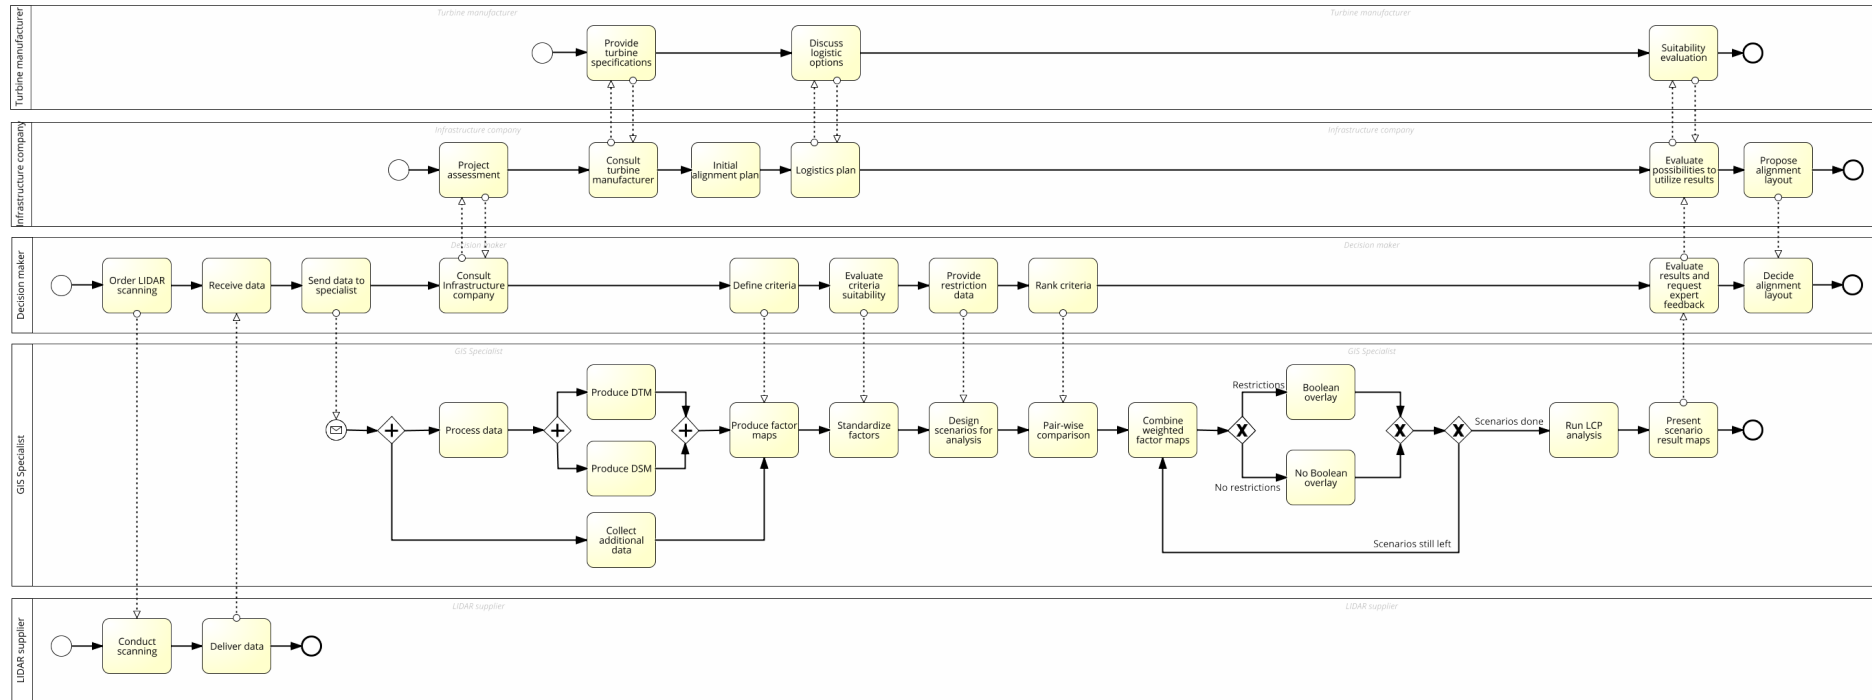 Turbine manufacturer
Turbine manufacturer
Turbine manufacturer
Provide
turbine
specifications
Discuss
logistic
options
Suitability
evaluation
Infrastructure company
Infrastructure company
Infrastructure company
Project
assessment
Consult
turbine
manufacturer
Initial
alignment plan
Logistics plan
Evaluate
possibilities to
utilize results
Propose
alignment
layout
Decision maker
Decision maker
Decision maker
Order LIDAR
scanning
Receive data
Send data to
specialist
Consult
Infrastructure
company
Define criteria
Evaluate
criteria
suitability
Provide
restriction
data
Rank criteria
Evaluate
results and
request
expert
feedback
Decide
alignment
layout
GIS Specialist
GIS Specialist
GIS Specialist
Process data
Produce DTM
Produce DSM
Collect
additional
data
Produce factor
maps
Standardize
factors
Design
scenarios for
analysis
Pair-wise
comparison
Combine
weighted
factor maps
Restrictions
No restrictions
Boolean
overlay
No Boolean
overlay
Scenarios done
Scenarios still left
Run LCP
analysis
Present
scenario
result maps
LIDAR supplier
LIDAR supplier
LIDAR supplier
Conduct
scanning
Deliver data